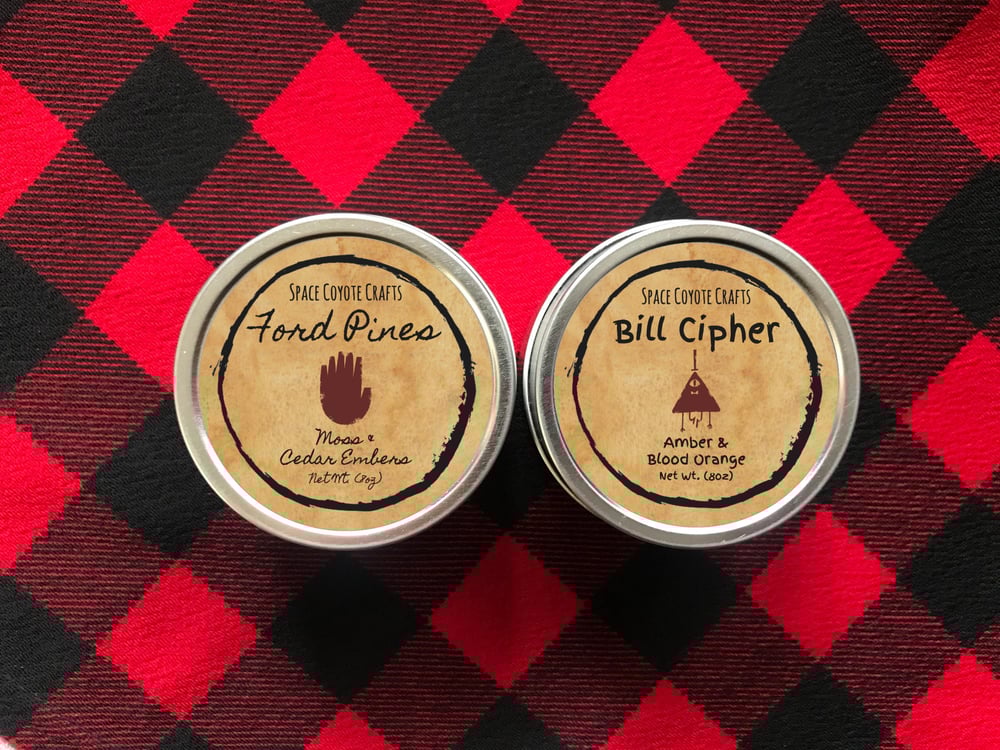 Space Coyote Crafts
Ford Pines
Moss &
Cedar Embers
Net Wt. (8oz)
Space Coyote Crafts
Bill Cipher
Amber &
Blood Orange
Net Wt. (8oz)